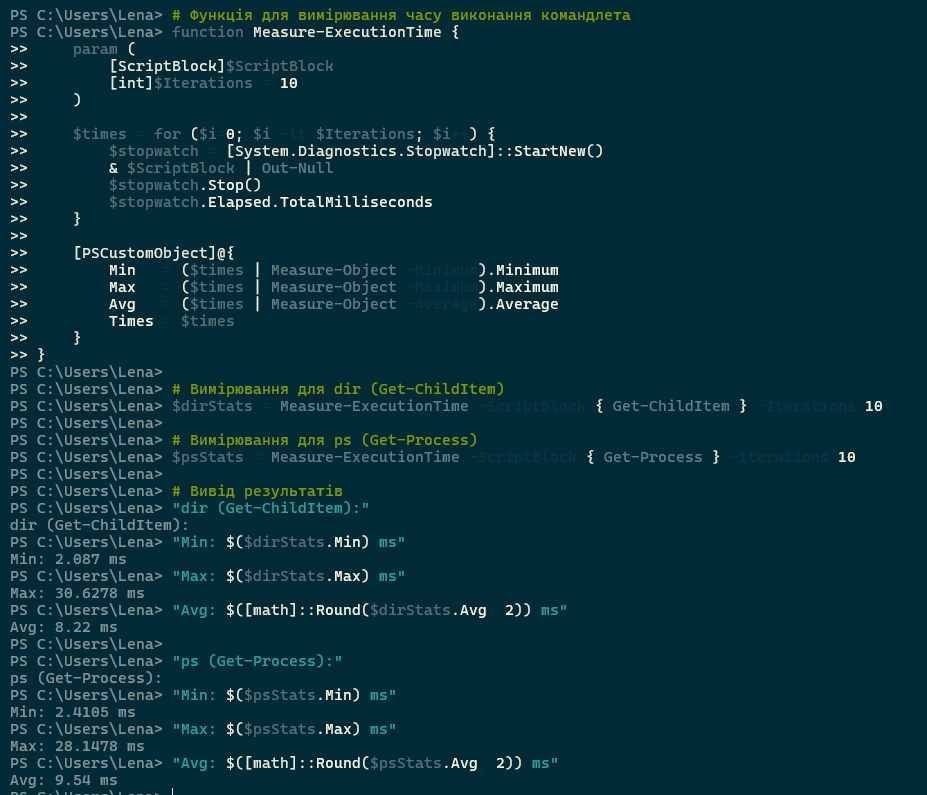 PS C:\Users\Lena> # Функція для вимірювання часу виконання командлета
PS C:\Users\Lena> function Measure-ExecutionTime {
>>     param (
>>         [ScriptBlock]$ScriptBlock,
>>         [int]$Iterations = 10
>>     )
>>
>>     $times = for ($i=0; $i -lt $Iterations; $i++) {
>>         $stopwatch = [System.Diagnostics.Stopwatch]::StartNew()
>>         & $ScriptBlock | Out-Null
>>         $stopwatch.Stop()
>>         $stopwatch.Elapsed.TotalMilliseconds
>>     }
>>
>>     [PSCustomObject]@{
>>         Min   = ($times | Measure-Object -Minimum).Minimum
>>         Max   = ($times | Measure-Object -Maximum).Maximum
>>         Avg   = ($times | Measure-Object -Average).Average
>>         Times = $times
>>     }
>> }
PS C:\Users\Lena>
PS C:\Users\Lena> # Вимірювання для dir (Get-ChildItem)
PS C:\Users\Lena> $dirStats = Measure-ExecutionTime -ScriptBlock { Get-ChildItem } -Iterations 10
PS C:\Users\Lena>
PS C:\Users\Lena> # Вимірювання для ps (Get-Process)
PS C:\Users\Lena> $psStats = Measure-ExecutionTime -ScriptBlock { Get-Process } -Iterations 10
PS C:\Users\Lena>
PS C:\Users\Lena> # Вивід результатів
PS C:\Users\Lena> "dir (Get-ChildItem):"
dir (Get-ChildItem):
PS C:\Users\Lena> "Min: $($dirStats.Min) ms"
Min: 2.087 ms
PS C:\Users\Lena> "Max: $($dirStats.Max) ms"
Max: 30.6278 ms
PS C:\Users\Lena> "Avg: $([math]::Round($dirStats.Avg, 2)) ms"
Avg: 8.22 ms
PS C:\Users\Lena>
PS C:\Users\Lena> "ps (Get-Process):"
ps (Get-Process):
PS C:\Users\Lena> "Min: $($psStats.Min) ms"
Min: 2.4105 ms
PS C:\Users\Lena> "Max: $($psStats.Max) ms"
Max: 28.1478 ms
PS C:\Users\Lena> "Avg: $([math]::Round($psStats.Avg, 2)) ms"
Avg: 9.54 ms
PS C:\Users\Lena>